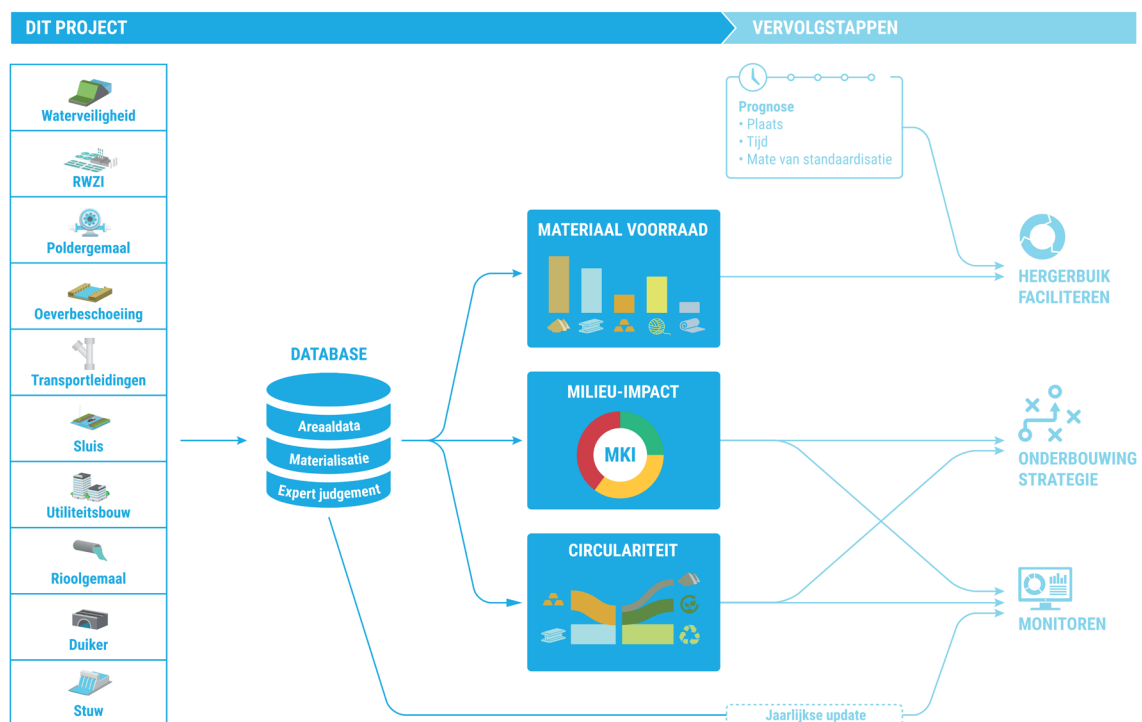 DIT PROJECT
VERVOLGSTAPPEN
Waterveiligheid
RWZI
Poldergemaal
Oeverbeschoeiing
Transportleidingen
Sluis
Utiliteitsbouw
Rioolgemaal
Duiker
Stuw
DATABASE
Areaaldata
Materialisatie
Expert judgement
MATERIAAL VOORRAAD
MILIEU-IMPACT
MKI
CIRCULARITEIT
Prognose
• Plaats
• Tijd
• Mate van standaardisatie
HERGERBUIK
FACILITEREN
ONDERBOUWING
STRATEGIE
MONITOREN
Jaarlijkse update